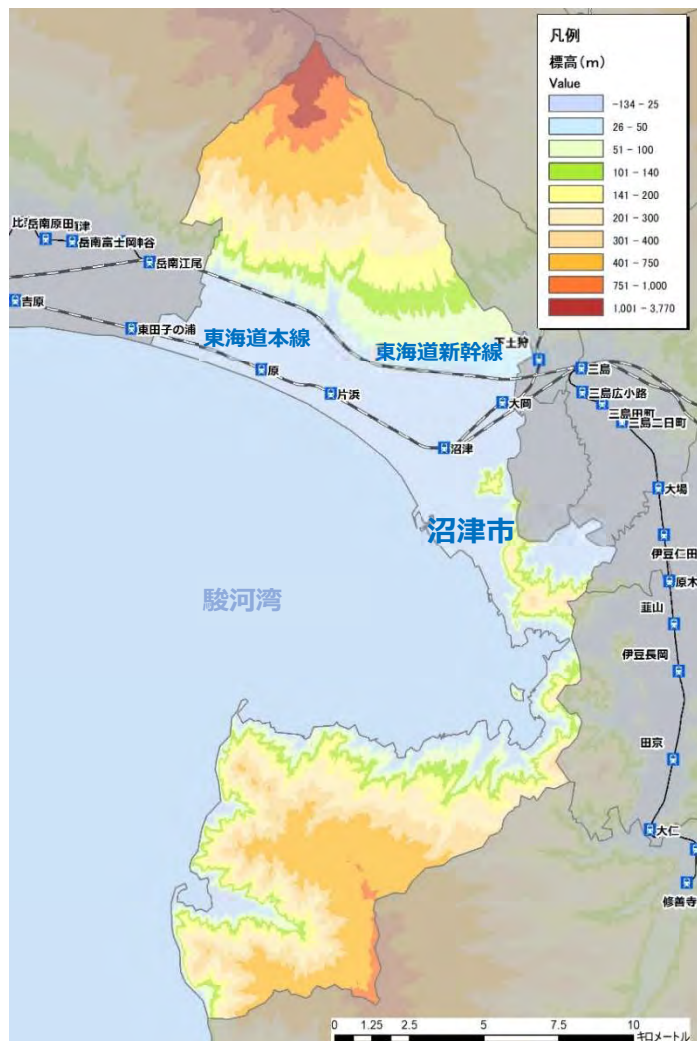 凡例
標高(m)
Value
-134 - 25
26 - 50
51 - 100
101 - 140
141 - 200
201 - 300
301 - 400
401 - 750
751 - 1,000
1,001 - 3,770
岳南原田
津
岳南富士岡
谷
岳南江尾
吉原
東田子の浦
東海道本線
原
片浜
東海道新幹線
下土狩
三島
三島広小路
三島田町
三島二日町
大岡
沼津
大場
沼津市
伊豆仁田
原木
駿河湾
韮山
伊豆長岡
田京
大仁
修善寺
0 1.25 2.5 5 7.5 10
キロメートル